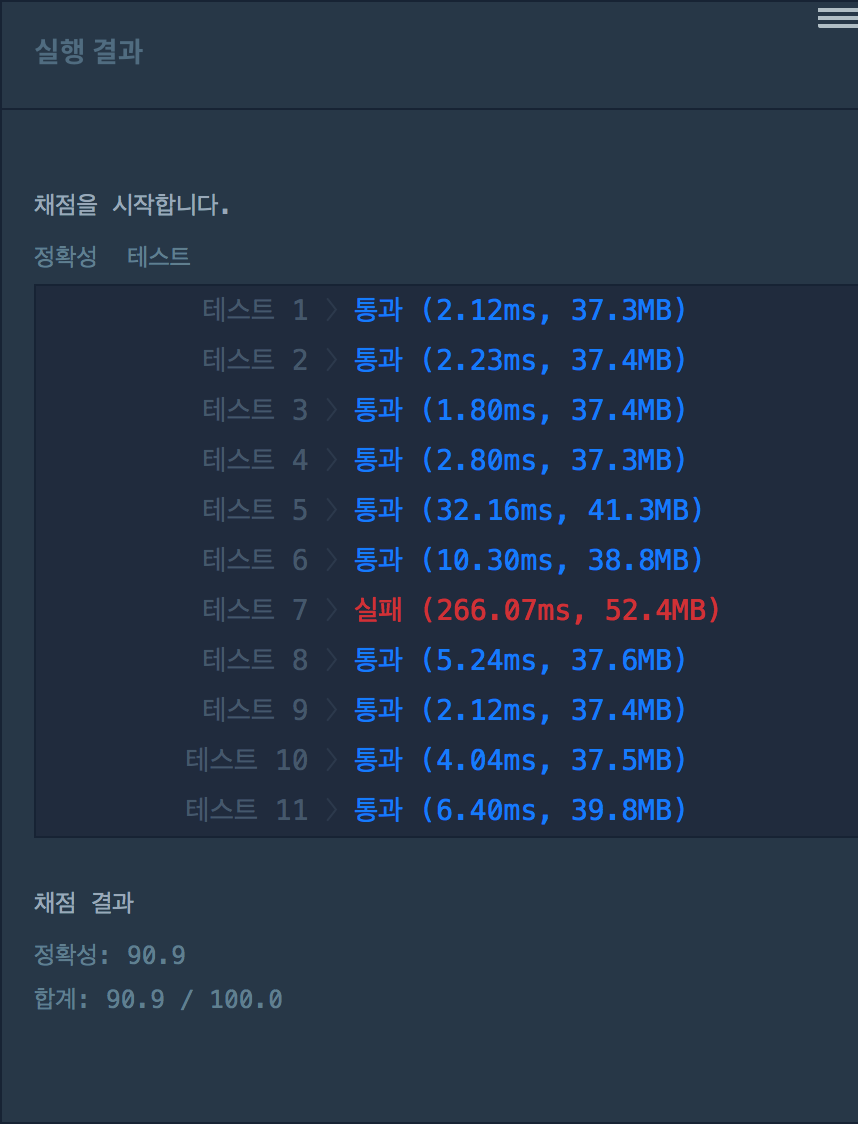 실행 결과
채점을 시작합니다.
정확성 테스트
테스트 1 〉 통과 (2.12ms, 37.3MB)
테스트 2 〉 통과 (2.23ms, 37.4MB)
테스트 3 〉 통과 (1.80ms, 37.4MB)
테스트 4 〉 통과 (2.80ms, 37.3MB)
테스트 5 〉 통과 (32.16ms, 41.3MB)
테스트 6 〉 통과 (10.30ms, 38.8MB)
테스트 7 〉 실패 (266.07ms, 52.4MB)
테스트 8 〉 통과 (5.24ms, 37.6MB)
테스트 9 〉 통과 (2.12ms, 37.4MB)
테스트 10 〉 통과 (4.04ms, 37.5MB)
테스트 11 〉 통과 (6.40ms, 39.8MB)
채점 결과
정확성: 90.9
합계: 90.9 / 100.0